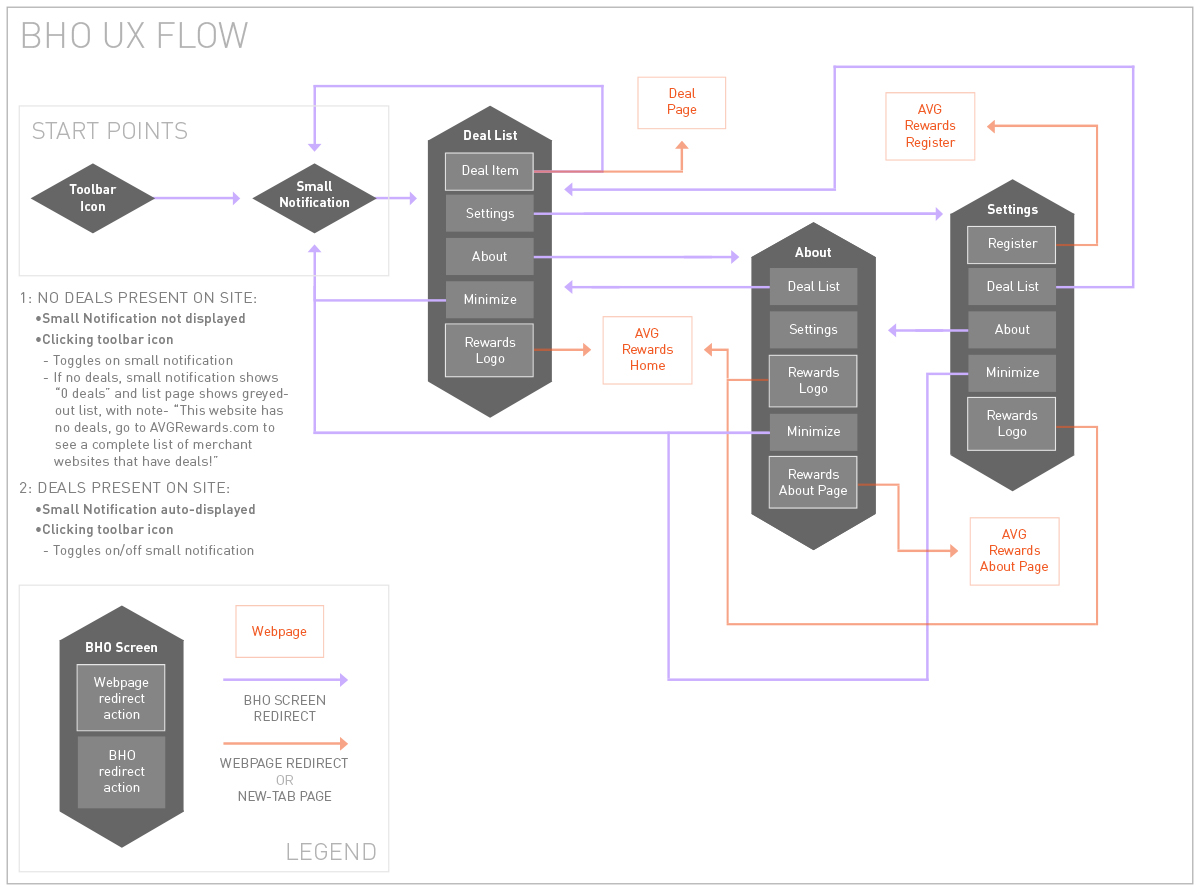 BHO UX FLOW
START POINTS
Toolbar
Icon
Small
Notification
Deal List
Deal Item
Settings
About
Minimize
Rewards
Logo
Deal
Page
AVG
Rewards
Home
About
Deal List
Settings
Rewards
Logo
Minimize
Rewards
About Page
AVG
Rewards
Register
Settings
Register
Deal List
About
Minimize
Rewards
Logo
AVG
Rewards
About Page
1: NO DEALS PRESENT ON SITE:
•Small Notification not displayed
•Clicking toolbar icon
- Toggles on small notification
- If no deals, small notification shows
“0 deals” and list page shows greyed-
out list, with note- “This website has
no deals, go to AVGRewards.com to
see a complete list of merchant
websites that have deals!”
2: DEALS PRESENT ON SITE:
•Small Notification auto-displayed
•Clicking toolbar icon
- Toggles on/off small notification
BHO Screen
Webpage
redirect
action
BHO
redirect
action
Webpage
BHO SCREEN
REDIRECT
WEBPAGE REDIRECT
OR
NEW-TAB PAGE
LEGEND